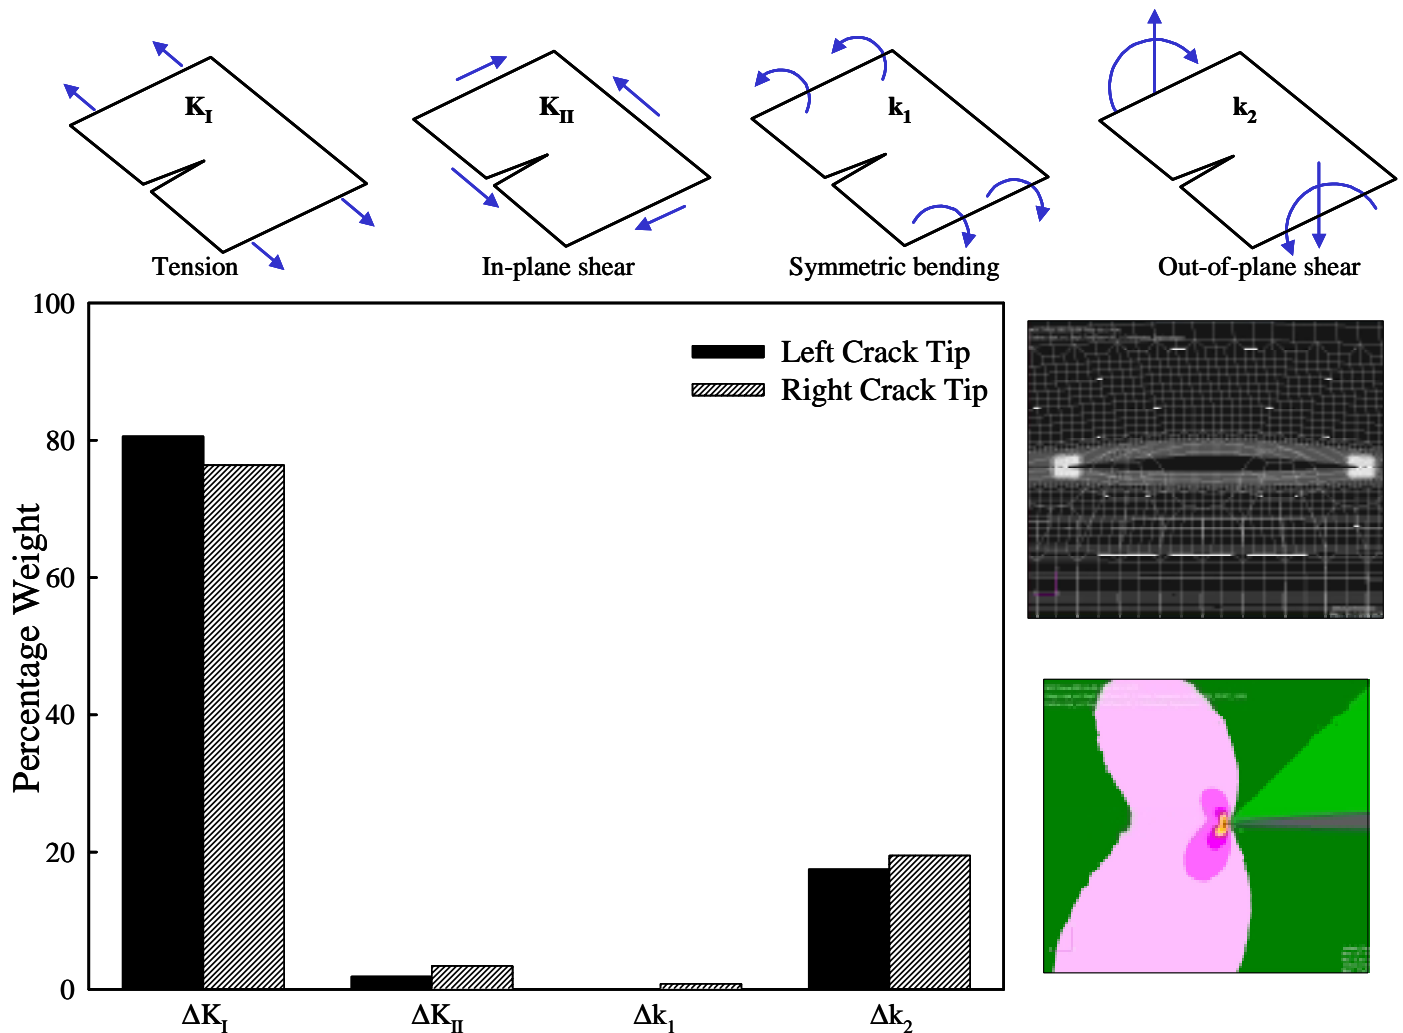 K_I
K_II
k_1
k_2
Tension
In-plane shear
Symmetric bending
Out-of-plane shear
100
80
60
40
20
0
Percentage Weight
Left Crack Tip
Right Crack Tip
ΔK_I
ΔK_II
Δk_1
Δk_2